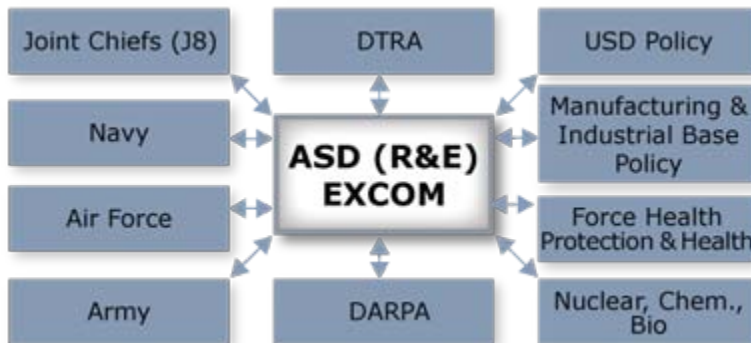 Joint Chiefs (J8)
DTRA
USD Policy
Navy
Manufacturing &
Industrial Base
Policy
ASD (R&E)
EXCOM
Air Force
Force Health
Protection & Health
Army
DARPA
Nuclear, Chem.,
Bio